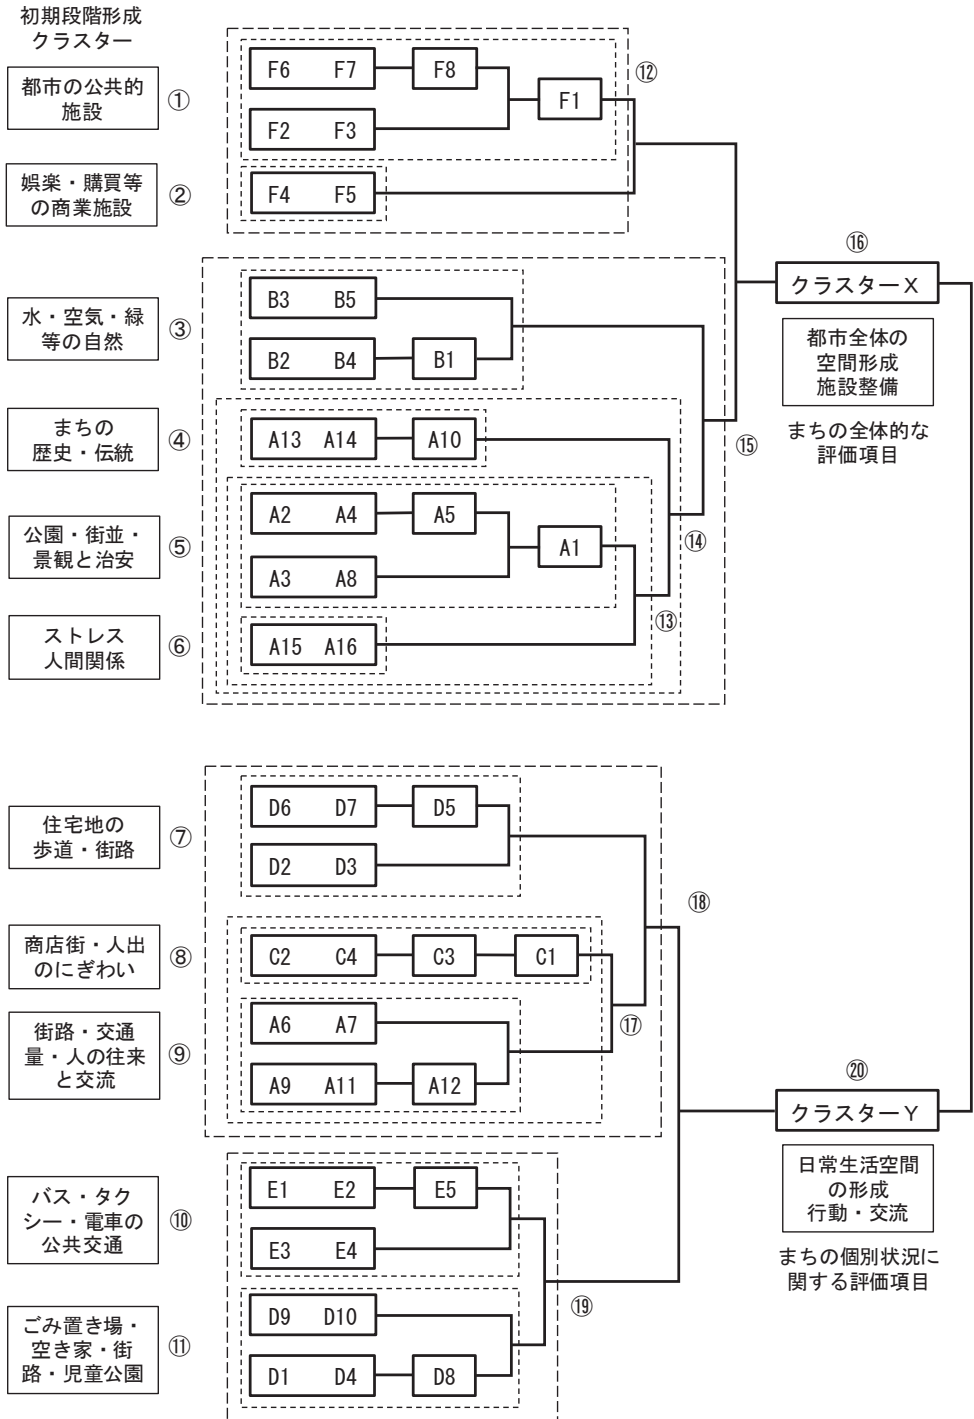 初期段階形成
クラスター
都市の公共的
施設
①
F6 F7
F8
F2 F3
F1
⑫
娯楽・購買等
の商業施設
②
F4 F5
水・空気・緑
等の自然
③
B3 B5
B2 B4
B1
まちの
歴史・伝統
④
A13 A14
A10
公園・街並・
景観と治安
⑤
A2 A4
A5
A3 A8
A1
ストレス
人間関係
⑥
A15 A16
⑬
⑭
⑮
⑯
クラスターX
都市全体の
空間形成
施設整備
まちの全体的な
評価項目
住宅地の
歩道・街路
⑦
D6 D7
D5
D2 D3
商店街・人出
のにぎわい
⑧
C2 C4
C3
C1
街路・交通
量・人の往来
と交流
⑨
A6 A7
A9 A11
A12
⑰
⑱
バス・タク
シー・電車の
公共交通
⑩
E1 E2
E5
E3 E4
ごみ置き場・
空き家・街
路・児童公園
⑪
D9 D10
D1 D4
D8
⑲
⑳
クラスターY
日常生活空間
の形成
行動・交流
まちの個別状況に
関する評価項目